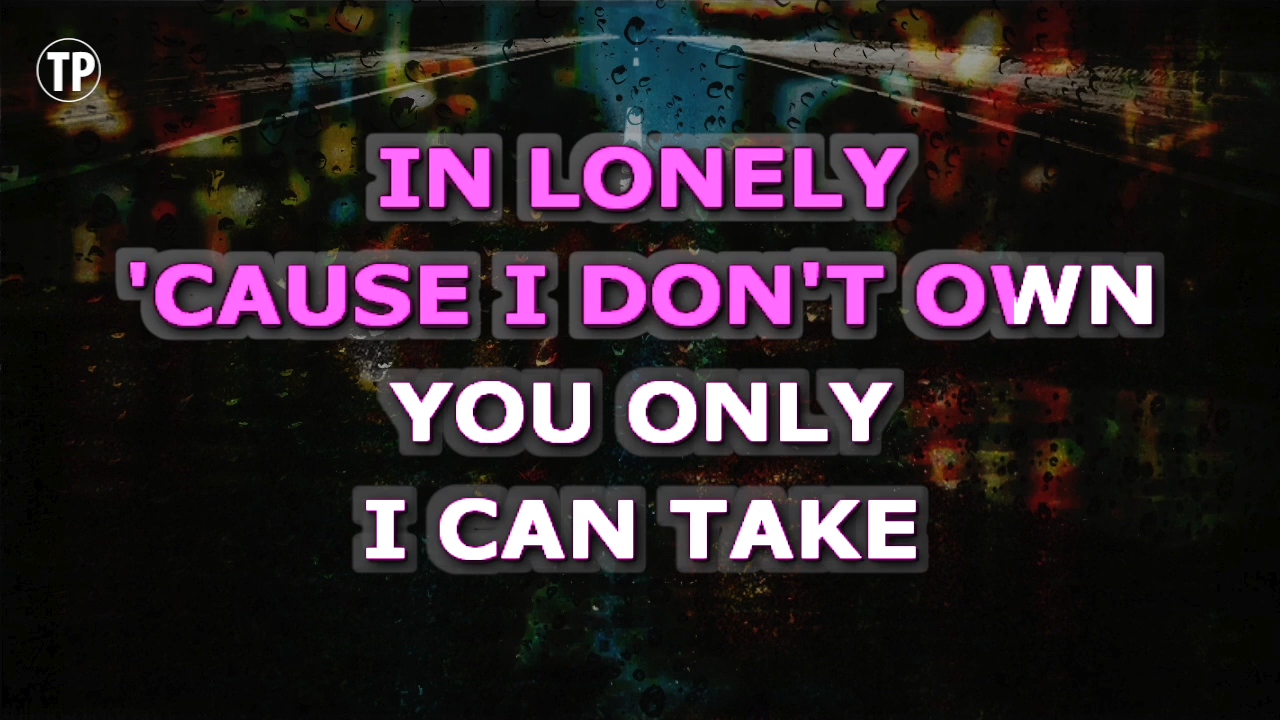 TP
IN LONELY
'CAUSE I DON'T OWN
YOU ONLY
I CAN TAKE